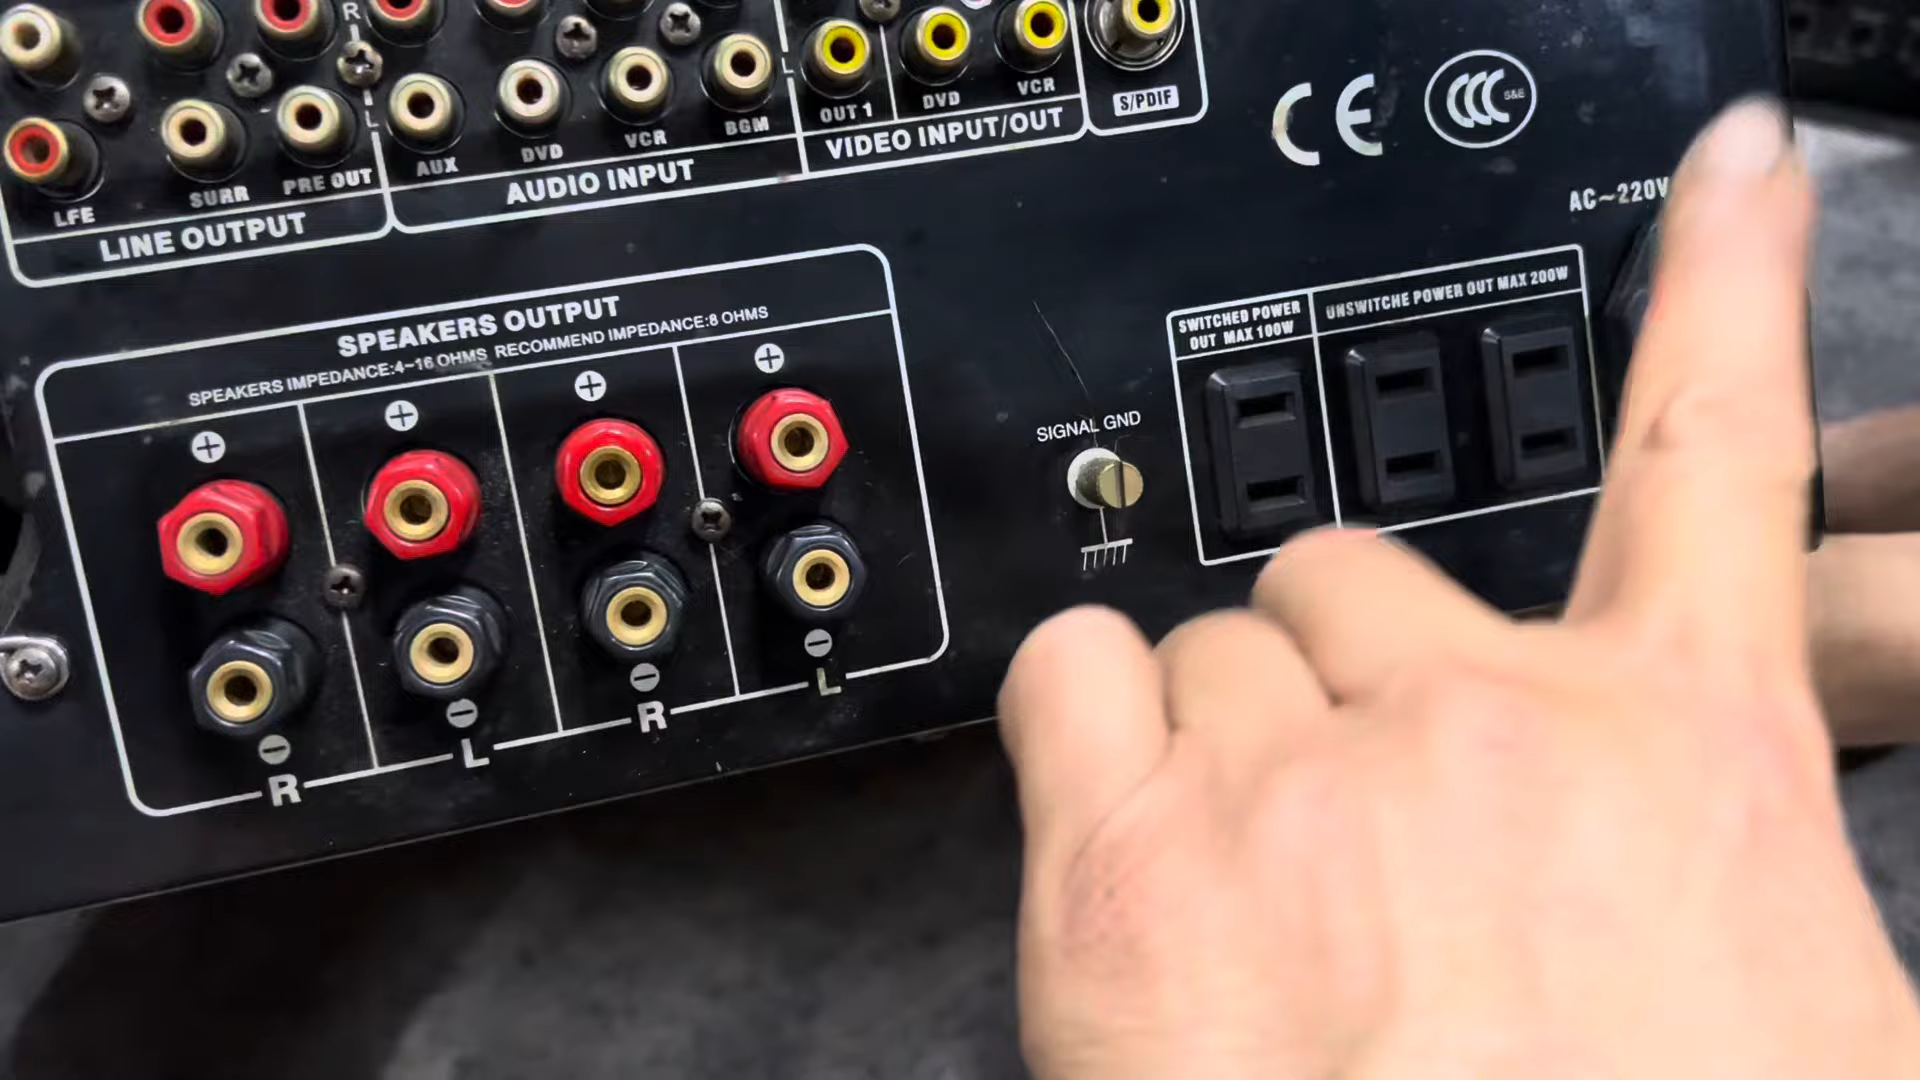 R
L
L
LFE
SURR
PRE OUT
LINE OUTPUT
AUX
DVD
VCR
BGM
AUDIO INPUT
OUT 1
DVD
VCR
VIDEO INPUT/OUT
S/PDIF
CE
CCC S&E
AC~220V
SPEAKERS OUTPUT
SPEAKERS IMPEDANCE:4~16 OHMS RECOMMEND IMPEDANCE:8 OHMS
+ + + +
- - - -
R
L
R
L
SIGNAL GND
SWITCHED POWER
OUT MAX 100W
UNSWITCHE POWER OUT MAX 200W